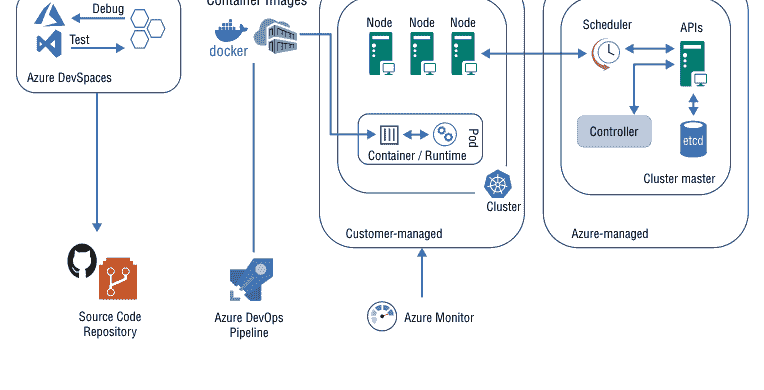 Container Images
Debug
Test
Azure DevSpaces
docker
Node
Node
Node
Scheduler
APIs
Controller
etcd
Pod
Container / Runtime
Cluster master
Cluster
Customer-managed
Azure-managed
Source Code
Repository
Azure DevOps
Pipeline
Azure Monitor